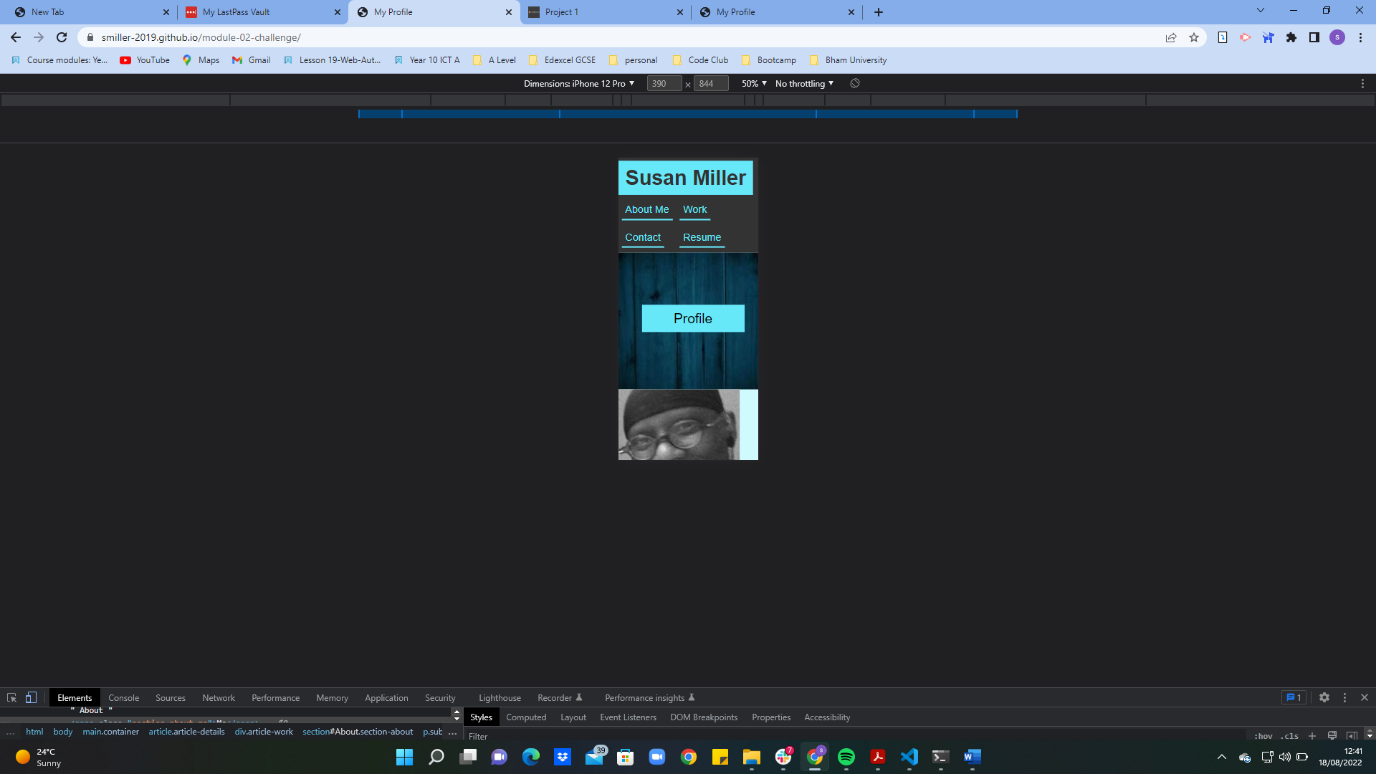 New Tab
My LastPass Vault
My Profile
Project 1
My Profile
smiller-2019.github.io/module-02-challenge/
S
Course modules: Ye...
YouTube
Maps
Gmail
Lesson 19-Web-Aut...
Year 10 ICT A
A Level
Edexcel GCSE
personal
Code Club
Bootcamp
Bham University
Dimensions: iPhone 12 Pro
390 × 844
50%
No throttling
Susan Miller
About Me
Work
Contact
Resume
Profile
Elements
Console
Sources
Network
Performance
Memory
Application
Security
Lighthouse
Recorder
Performance insights
1
" About "
Styles
Computed
Layout
Event Listeners
DOM Breakpoints
Properties
Accessibility
... html body main.container article.article-details div.article-work section#About.section-about p.sub ...
Filter
:hov .cls
24°C
Sunny
39
7
12:41
18/08/2022